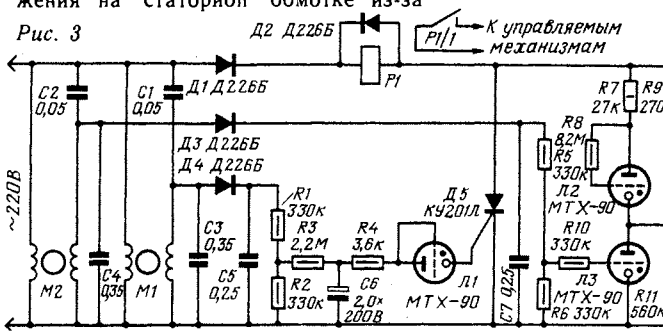 жения на статорной обмотке из-за
Рис. 3
Д2 Д226Б
Р1/1
К управляемым
механизмам
С2
0,05
С1
0,05
Д1 Д226Б
Р1
R7
27к
R9
270
Д3 Д226Б
Д4 Д226Б
R8
8,2М
R5
330к
~220В
R1
330к
Д5
КУ201Л
Л2
МТХ-90
С3
0,35
R3
2,2М
R4
3,6к
R10
330к
С4
0,35
С5
0,25
С6
2,0×
200В
Л1
С7 0,25
Л3
М2
М1
R2
330к
МТХ-90
МТХ-90
R6 330к
R11
560к